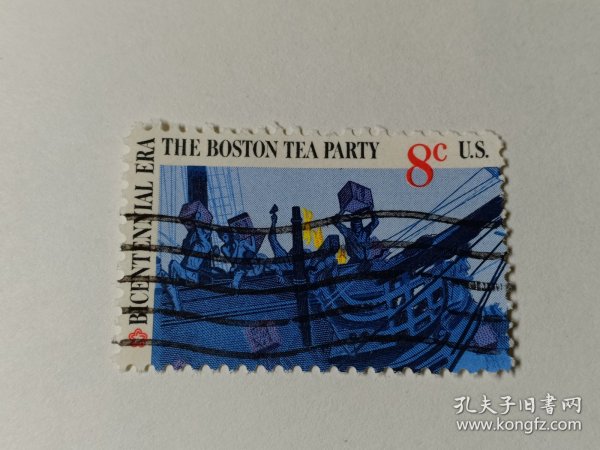 THE BOSTON TEA PARTY 8c U.S.
BICENTENNIAL ERA
孔夫子旧书网
www.kongfz.com